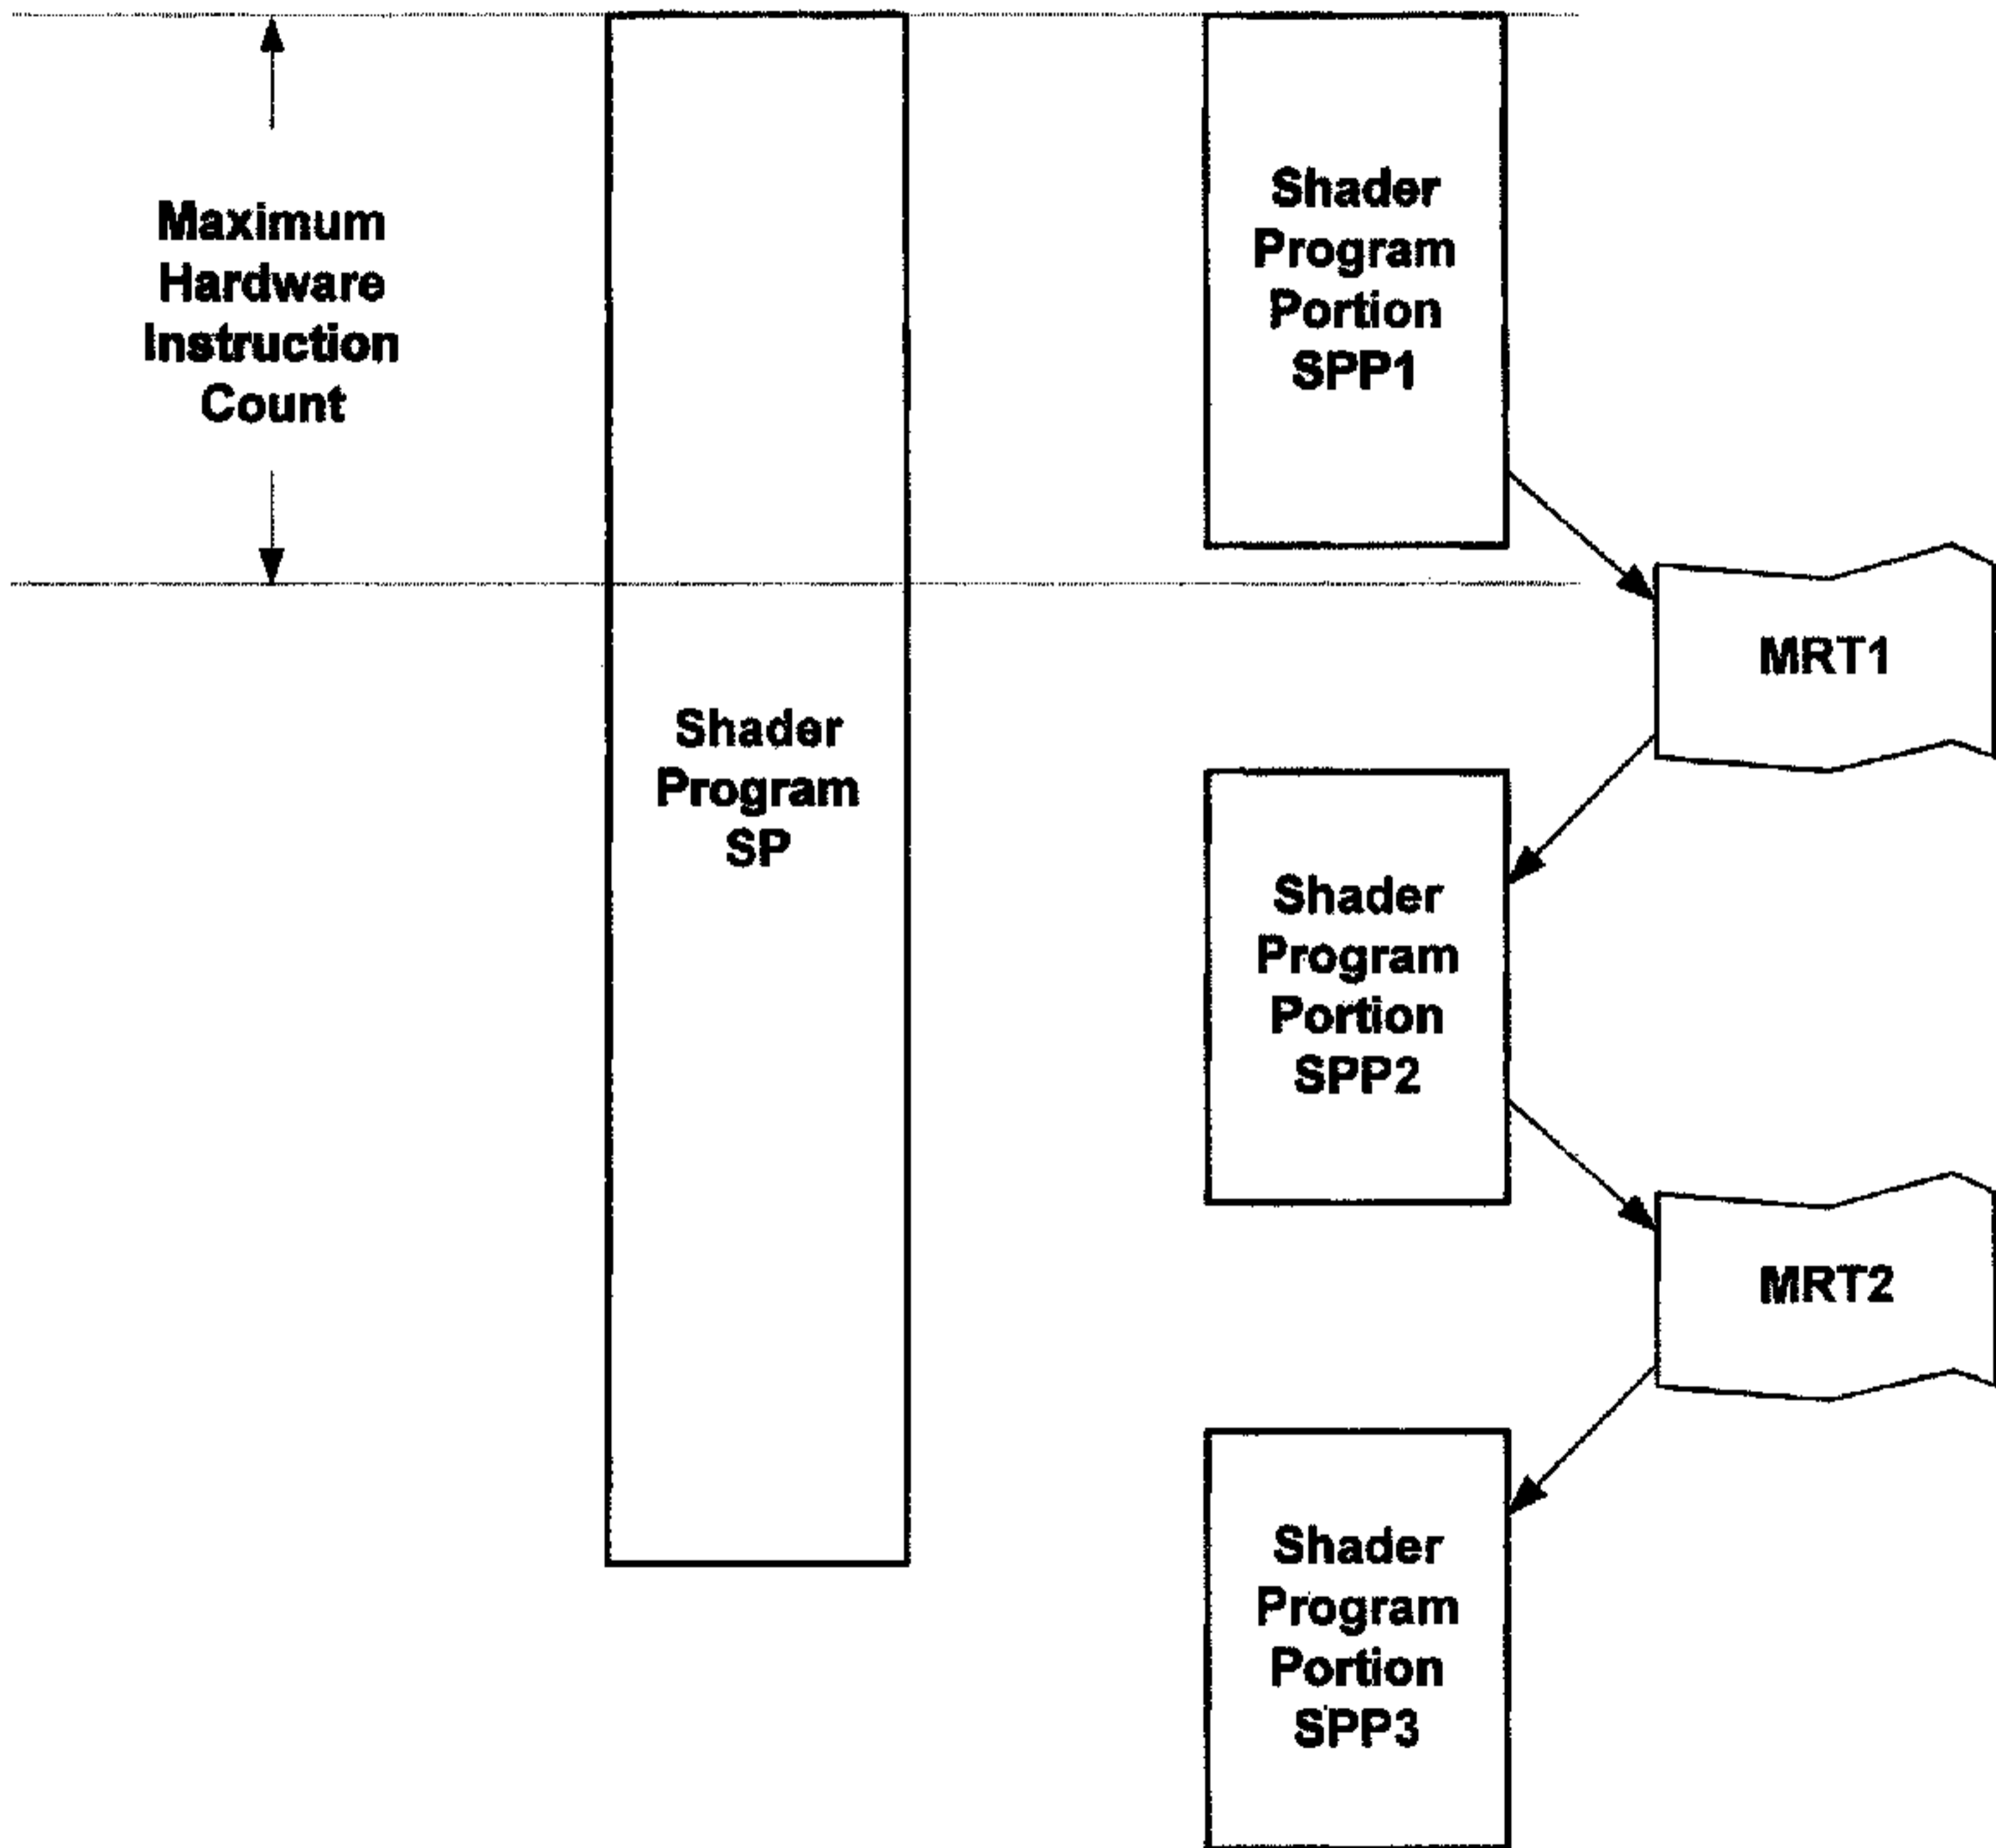 Maximum
Hardware
Instruction
Count
Shader
Program
SP
Shader
Program
Portion
SPP1
MRT1
Shader
Program
Portion
SPP2
MRT2
Shader
Program
Portion
SPP3